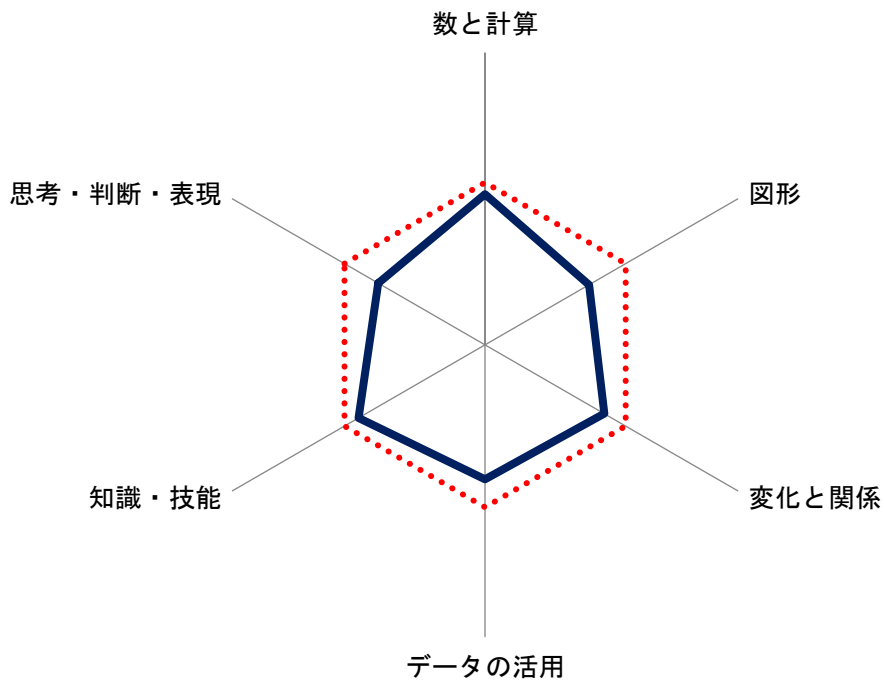 数と計算
図形
変化と関係
データの活用
知識・技能
思考・判断・表現